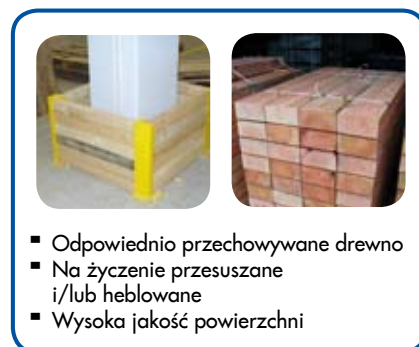 ▪ Odpowiednio przechowywane drewno
▪ Na życzenie przesuszane
i/lub heblowane
▪ Wysoka jakość powierzchni